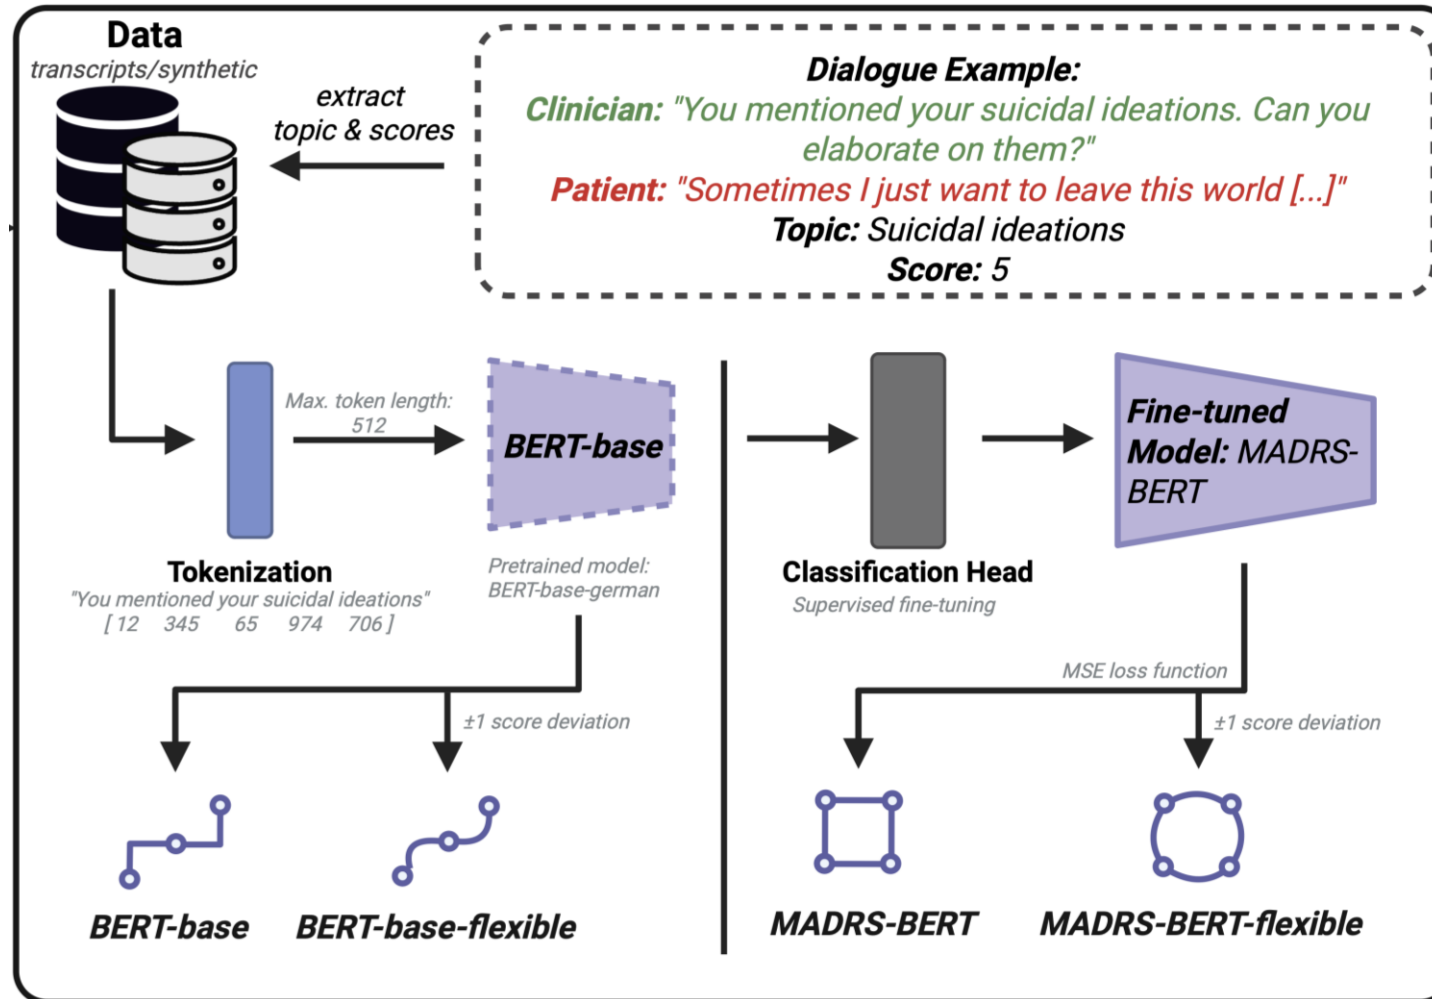 Data
transcripts/synthetic
extract
topic & scores
Dialogue Example:
Clinician: "You mentioned your suicidal ideations. Can you
elaborate on them?"
Patient: "Sometimes I just want to leave this world [...]"
Topic: Suicidal ideations
Score: 5
Max. token length:
512
BERT-base
Fine-tuned
Model: MADRS-
BERT
Tokenization
"You mentioned your suicidal ideations"
[ 12 345 65 974 706 ]
Pretrained model:
BERT-base-german
Classification Head
Supervised fine-tuning
MSE loss function
±1 score deviation
±1 score deviation
BERT-base
BERT-base-flexible
MADRS-BERT
MADRS-BERT-flexible